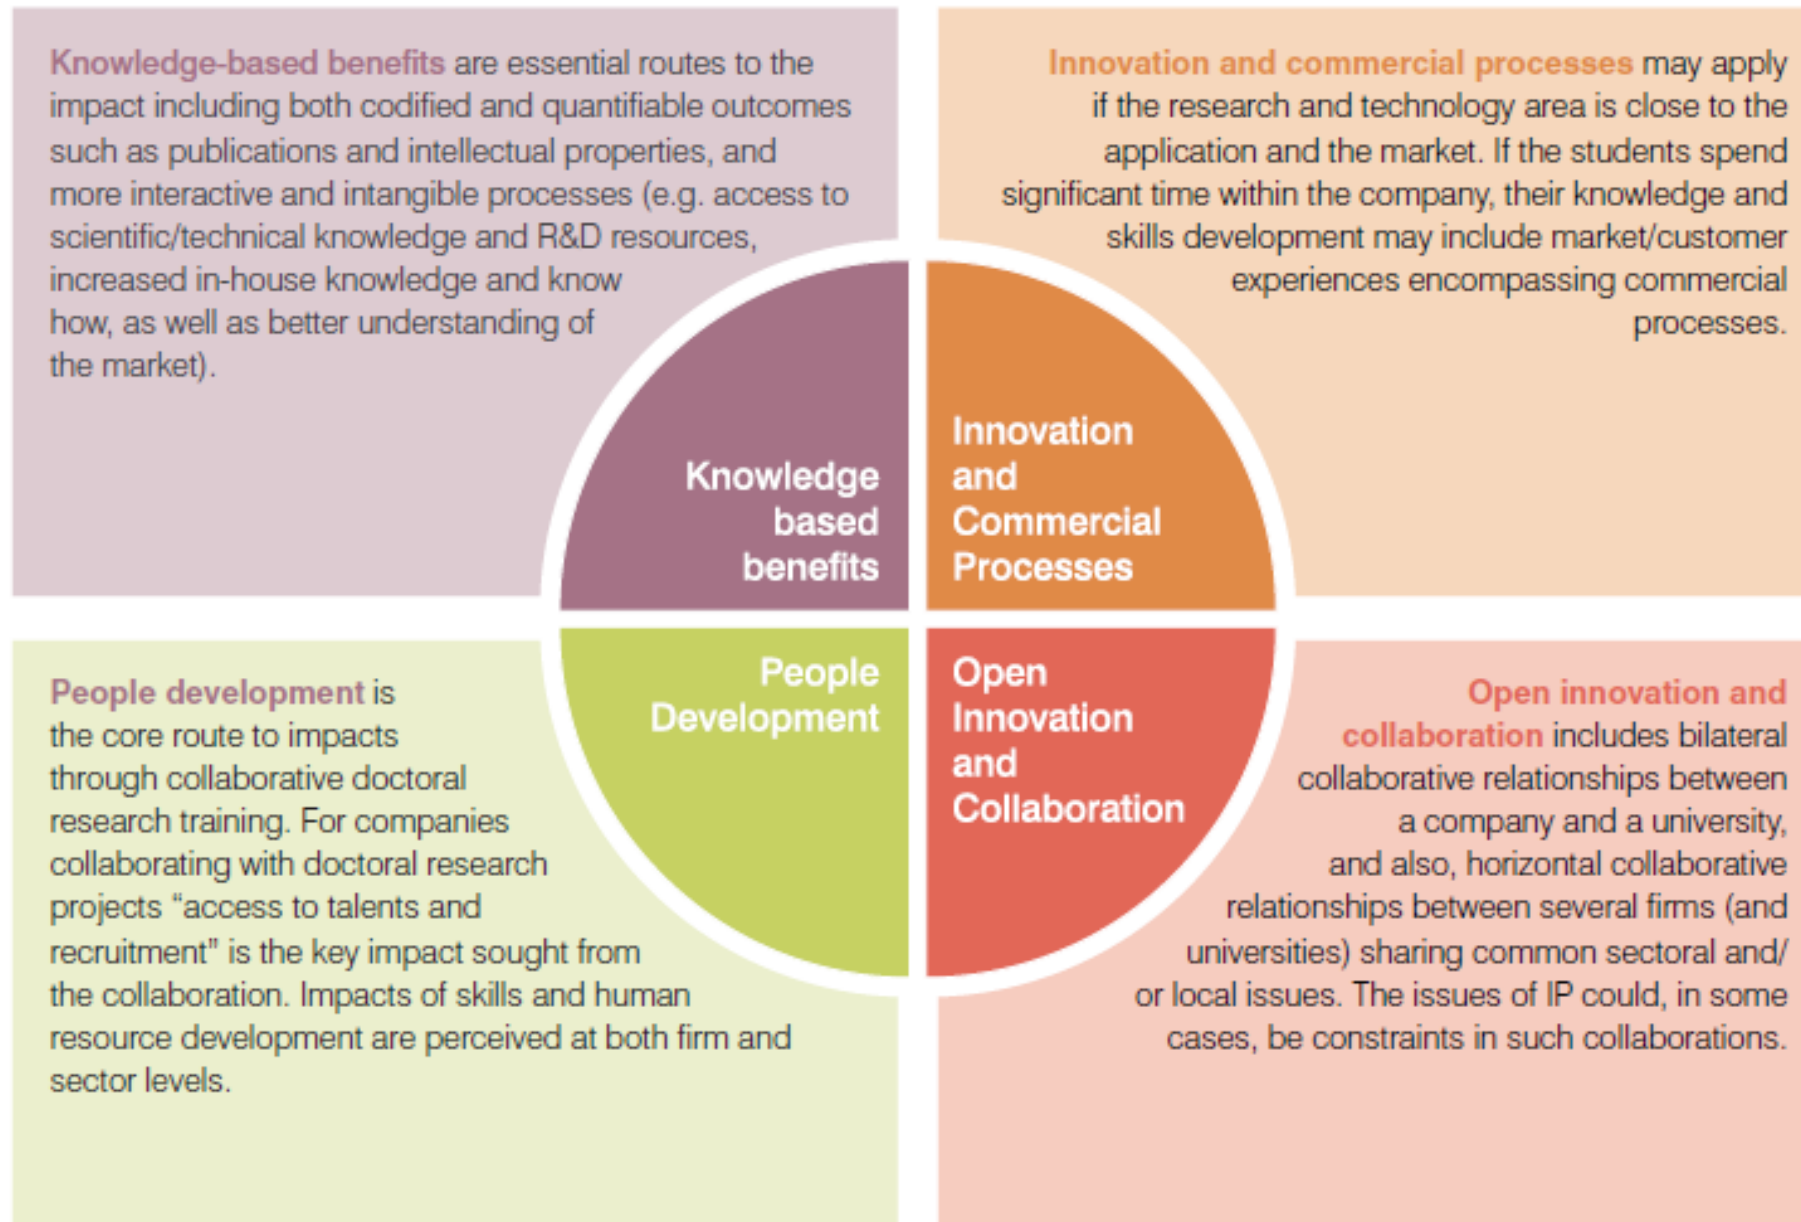 Knowledge-based benefits are essential routes to the
impact including both codified and quantifiable outcomes
such as publications and intellectual properties, and
more interactive and intangible processes (e.g. access to
scientific/technical knowledge and R&D resources,
increased in-house knowledge and know
how, as well as better understanding of
the market).
Innovation and commercial processes may apply
if the research and technology area is close to the
application and the market. If the students spend
significant time within the company, their knowledge and
skills development may include market/customer
experiences encompassing commercial
processes.
Knowledge
based
benefits
Innovation
and
Commercial
Processes
People
Development
Open
Innovation
and
Collaboration
People development is
the core route to impacts
through collaborative doctoral
research training. For companies
collaborating with doctoral research
projects “access to talents and
recruitment” is the key impact sought from
the collaboration. Impacts of skills and human
resource development are perceived at both firm and
sector levels.
Open innovation and
collaboration includes bilateral
collaborative relationships between
a company and a university,
and also, horizontal collaborative
relationships between several firms (and
universities) sharing common sectoral and/
or local issues. The issues of IP could, in some
cases, be constraints in such collaborations.